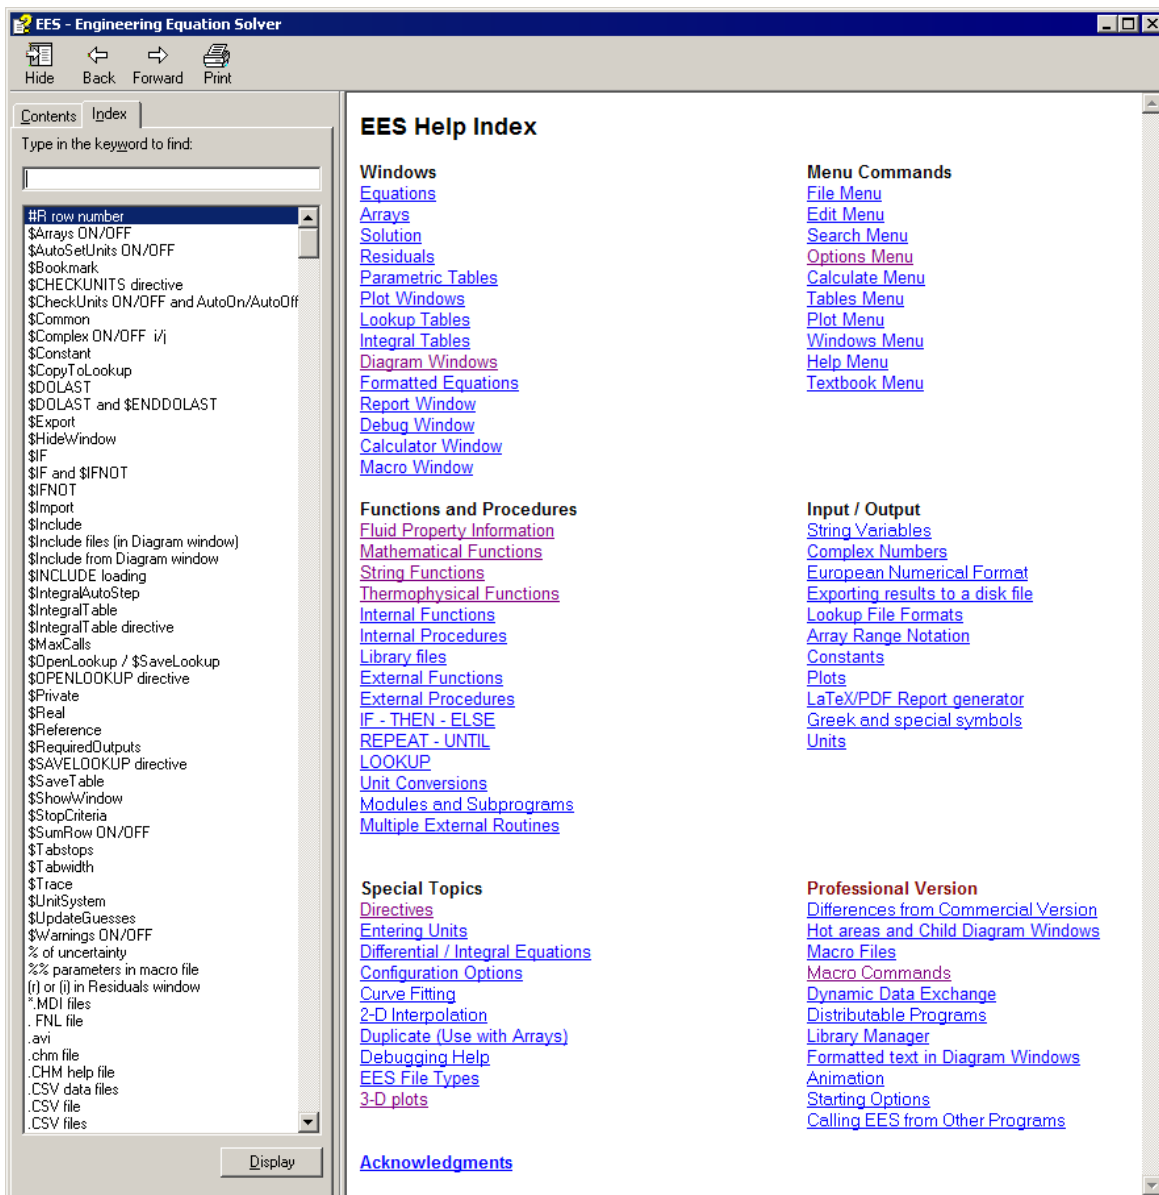 EES - Engineering Equation Solver
Hide Back Forward Print
Contents Index
Type in the keyword to find:
#R row number
$Arrays ON/OFF
$AutoSetUnits ON/OFF
$Bookmark
$CHECKUNITS directive
$CheckUnits ON/OFF and AutoOn/AutoOff
$Common
$Complex ON/OFF i/j
$Constant
$CopyToLookup
$DOLAST
$DOLAST and $ENDDOLAST
$Export
$HideWindow
$IF
$IF and $IFNOT
$IFNOT
$Import
$Include
$Include files (in Diagram window)
$Include from Diagram window
$INCLUDE loading
$IntegralAutoStep
$IntegralTable
$IntegralTable directive
$MaxCalls
$OpenLookup / $SaveLookup
$OPENLOOKUP directive
$Private
$Real
$Reference
$RequiredOutputs
$SAVELOOKUP directive
$SaveTable
$ShowWindow
$StopCriteria
$SumRow ON/OFF
$Tabstops
$Tabwidth
$Trace
$UnitSystem
$UpdateGuesses
$Warnings ON/OFF
% of uncertainty
%% parameters in macro file
(r) or (i) in Residuals window
*.MDI files
. FNL file
.avi
.chm file
.CHM help file
.CSV data files
.CSV file
.CSV files
Display
EES Help Index
Windows
Equations
Arrays
Solution
Residuals
Parametric Tables
Plot Windows
Lookup Tables
Integral Tables
Diagram Windows
Formatted Equations
Report Window
Debug Window
Calculator Window
Macro Window
Menu Commands
File Menu
Edit Menu
Search Menu
Options Menu
Calculate Menu
Tables Menu
Plot Menu
Windows Menu
Help Menu
Textbook Menu
Functions and Procedures
Fluid Property Information
Mathematical Functions
String Functions
Thermophysical Functions
Internal Functions
Internal Procedures
Library files
External Functions
External Procedures
IF - THEN - ELSE
REPEAT - UNTIL
LOOKUP
Unit Conversions
Modules and Subprograms
Multiple External Routines
Input / Output
String Variables
Complex Numbers
European Numerical Format
Exporting results to a disk file
Lookup File Formats
Array Range Notation
Constants
Plots
LaTeX/PDF Report generator
Greek and special symbols
Units
Special Topics
Directives
Entering Units
Differential / Integral Equations
Configuration Options
Curve Fitting
2-D Interpolation
Duplicate (Use with Arrays)
Debugging Help
EES File Types
3-D plots
Professional Version
Differences from Commercial Version
Hot areas and Child Diagram Windows
Macro Files
Macro Commands
Dynamic Data Exchange
Distributable Programs
Library Manager
Formatted text in Diagram Windows
Animation
Starting Options
Calling EES from Other Programs
Acknowledgments